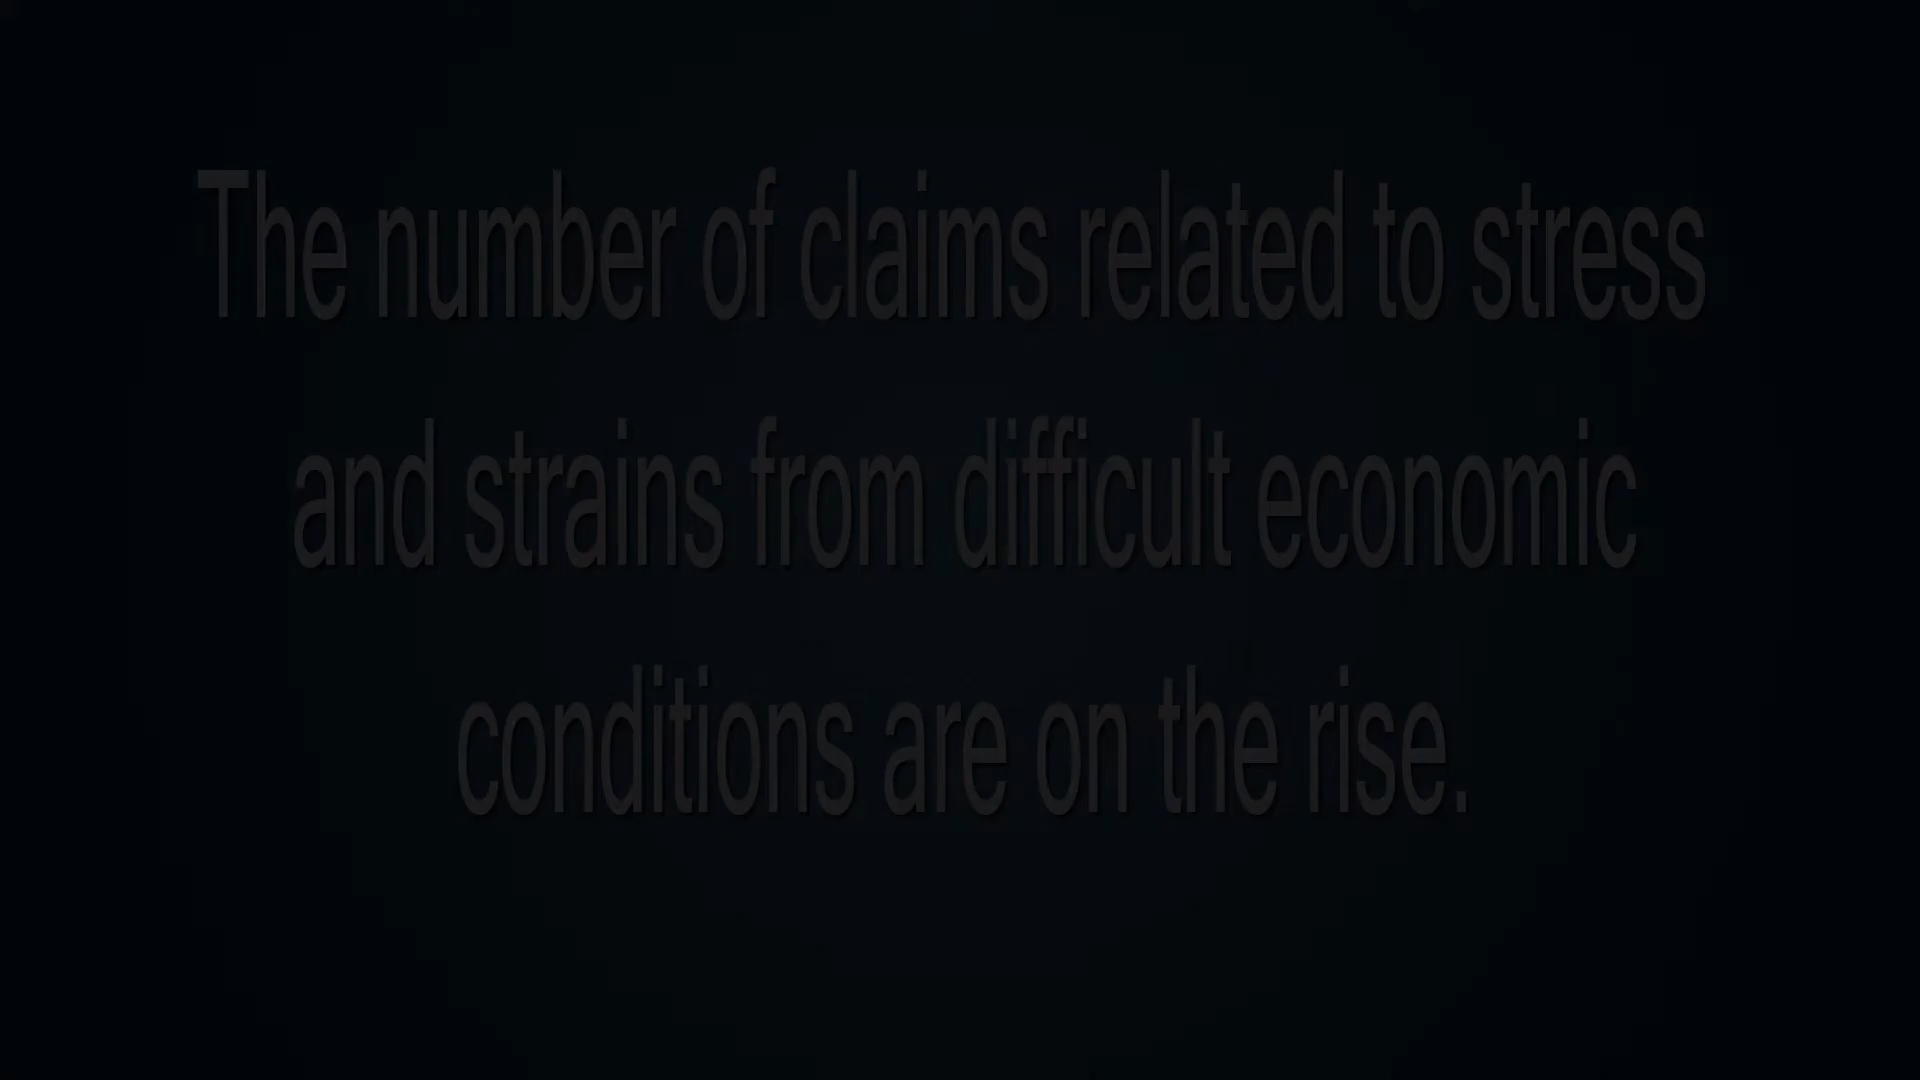 The number of claims related to stress
and strains from difficult economic
conditions are on the rise.